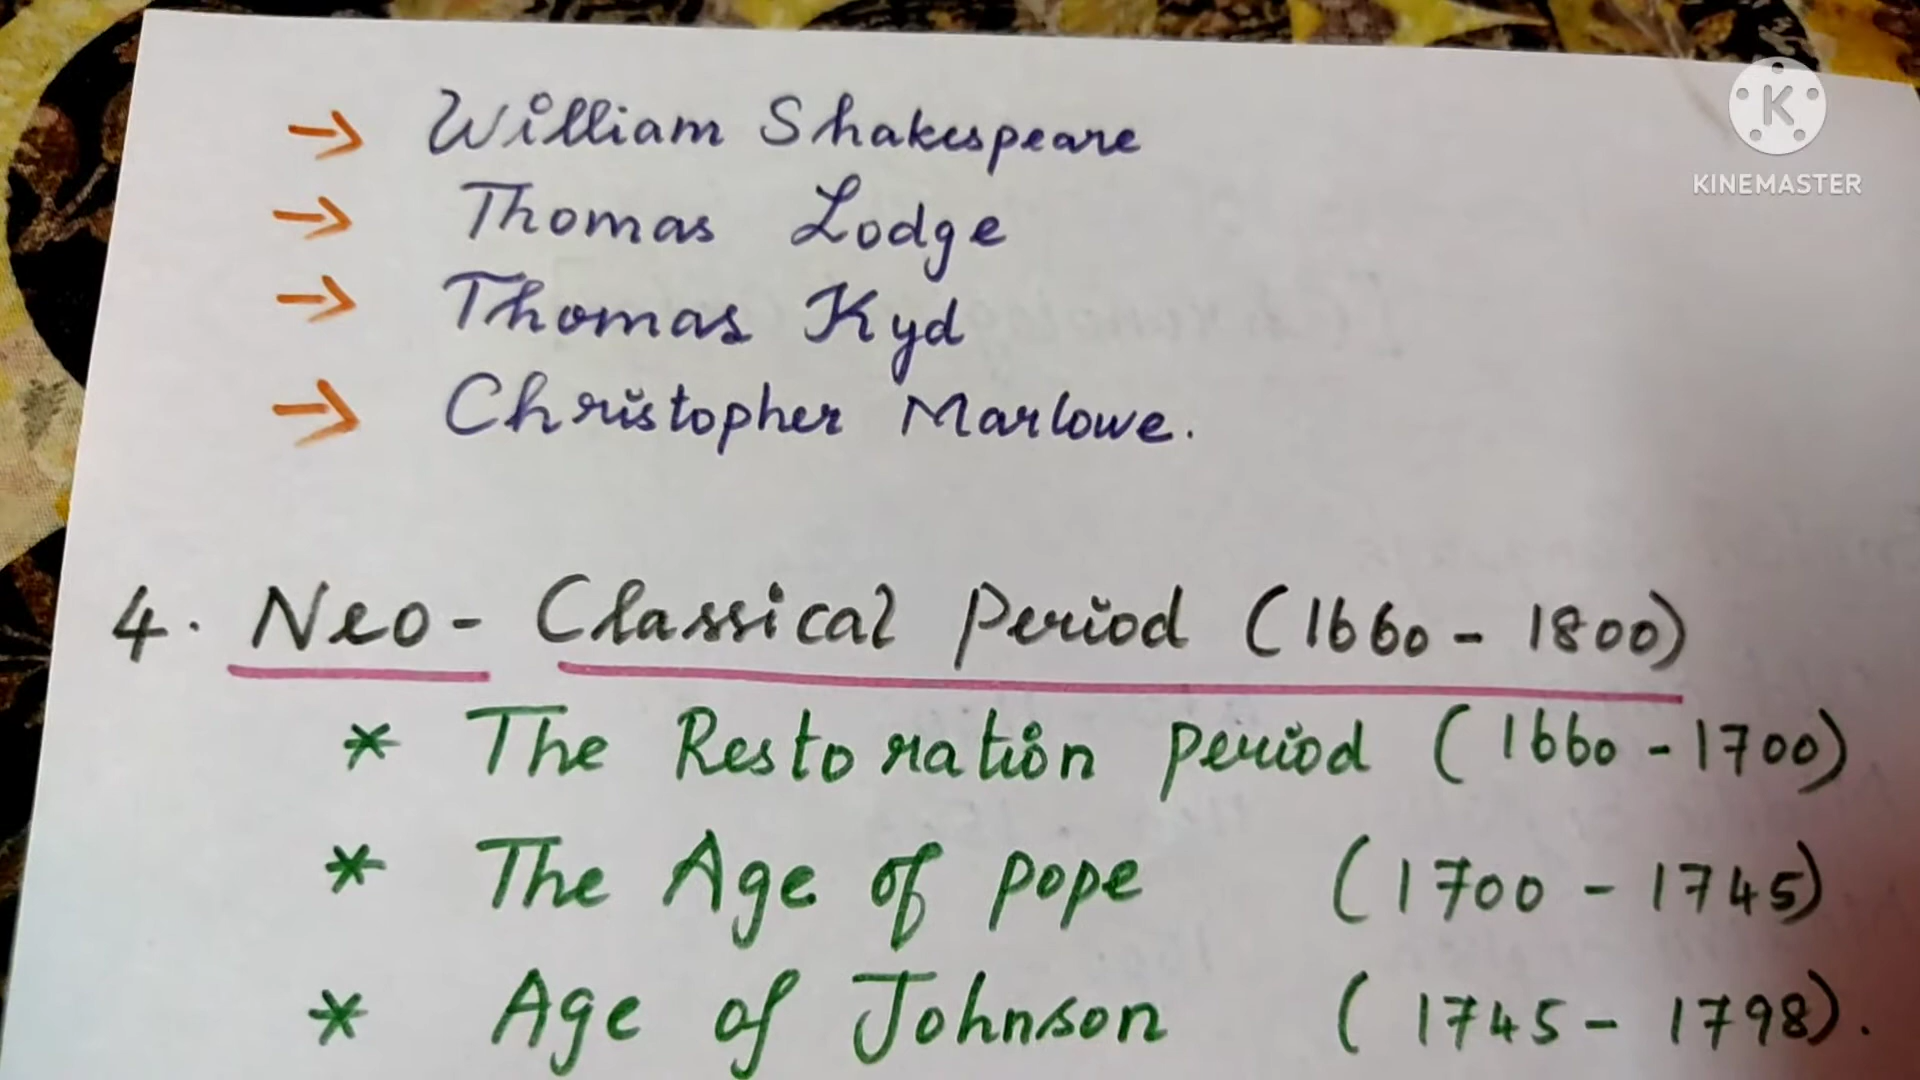 → William Shakespeare
→ Thomas Lodge
→ Thomas Kyd
→ Christopher Marlowe.
K
KINEMASTER
4. Neo - Classical Period (1660 - 1800)
* The Restoration period (1660 - 1700)
* The Age of pope (1700 - 1745)
* Age of Johnson (1745 - 1798).